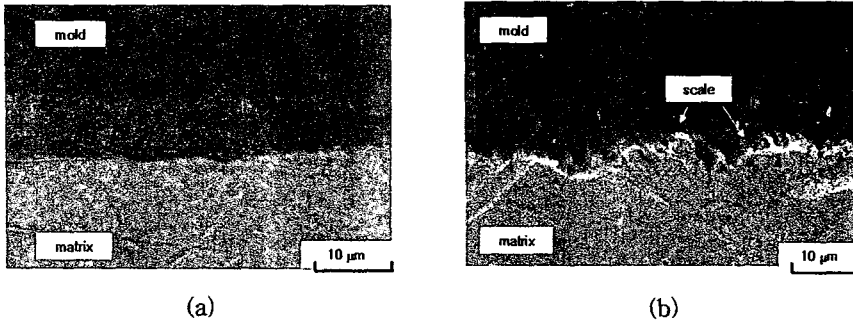 mold
matrix
10 μm
(a)
mold
scale
matrix
10 μm
(b)